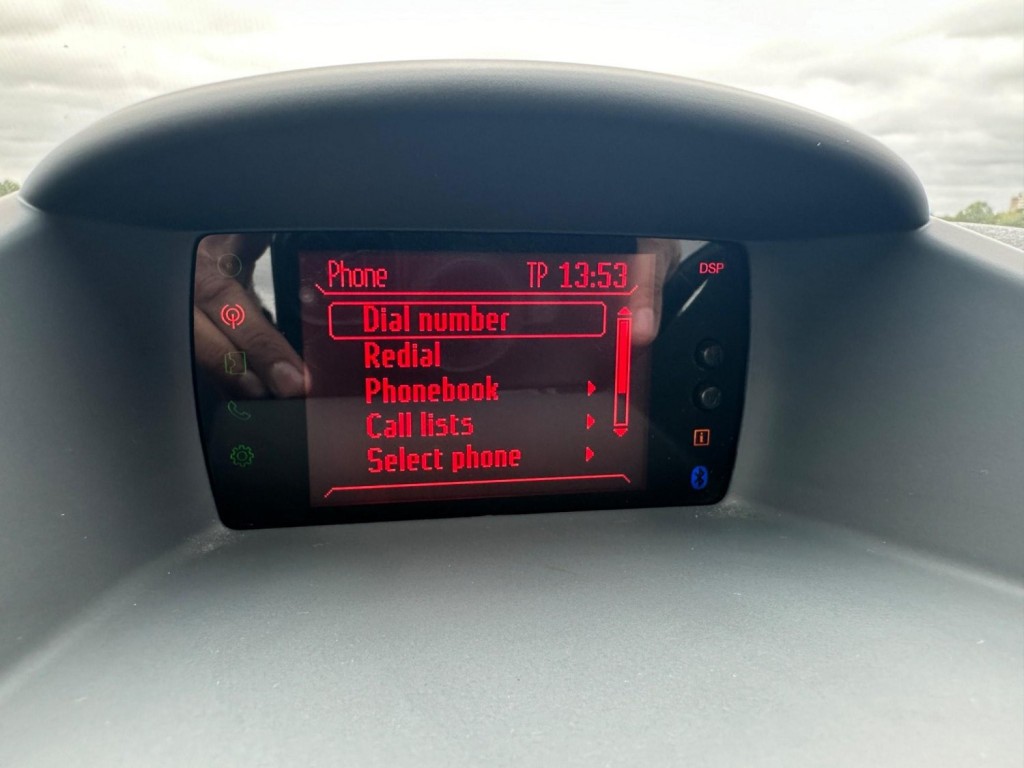 Phone TP 13:53 DSP
Dial number
Redial
Phonebook
Call lists
Select phone
i